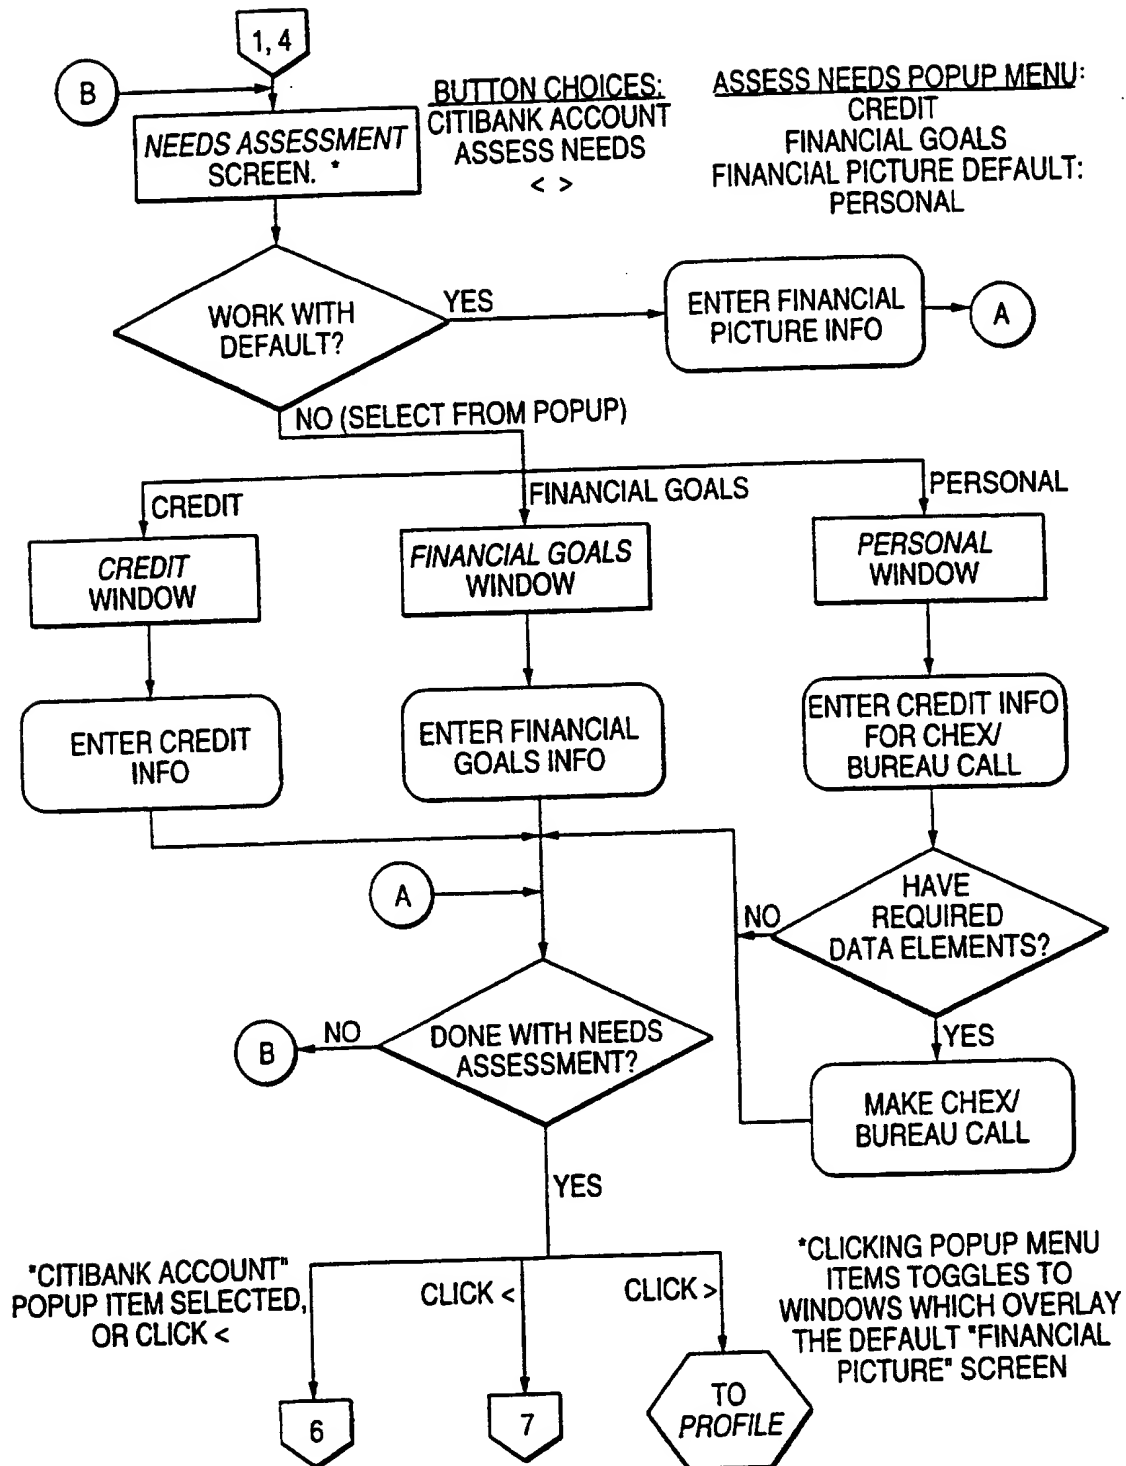 1, 4
B
BUTTON CHOICES:
CITIBANK ACCOUNT
ASSESS NEEDS
< >
ASSESS NEEDS POPUP MENU:
CREDIT
FINANCIAL GOALS
FINANCIAL PICTURE DEFAULT:
PERSONAL
NEEDS ASSESSMENT
SCREEN. *
WORK WITH
DEFAULT?
YES
ENTER FINANCIAL
PICTURE INFO
A
NO (SELECT FROM POPUP)
CREDIT
FINANCIAL GOALS
PERSONAL
CREDIT
WINDOW
FINANCIAL GOALS
WINDOW
PERSONAL
WINDOW
ENTER CREDIT
INFO
ENTER FINANCIAL
GOALS INFO
ENTER CREDIT INFO
FOR CHEX/
BUREAU CALL
A
HAVE
REQUIRED
DATA ELEMENTS?
NO
YES
B
NO
DONE WITH NEEDS
ASSESSMENT?
MAKE CHEX/
BUREAU CALL
YES
"CITIBANK ACCOUNT"
POPUP ITEM SELECTED,
OR CLICK <
CLICK <
CLICK >
*CLICKING POPUP MENU
ITEMS TOGGLES TO
WINDOWS WHICH OVERLAY
THE DEFAULT "FINANCIAL
PICTURE" SCREEN
6
7
TO
PROFILE